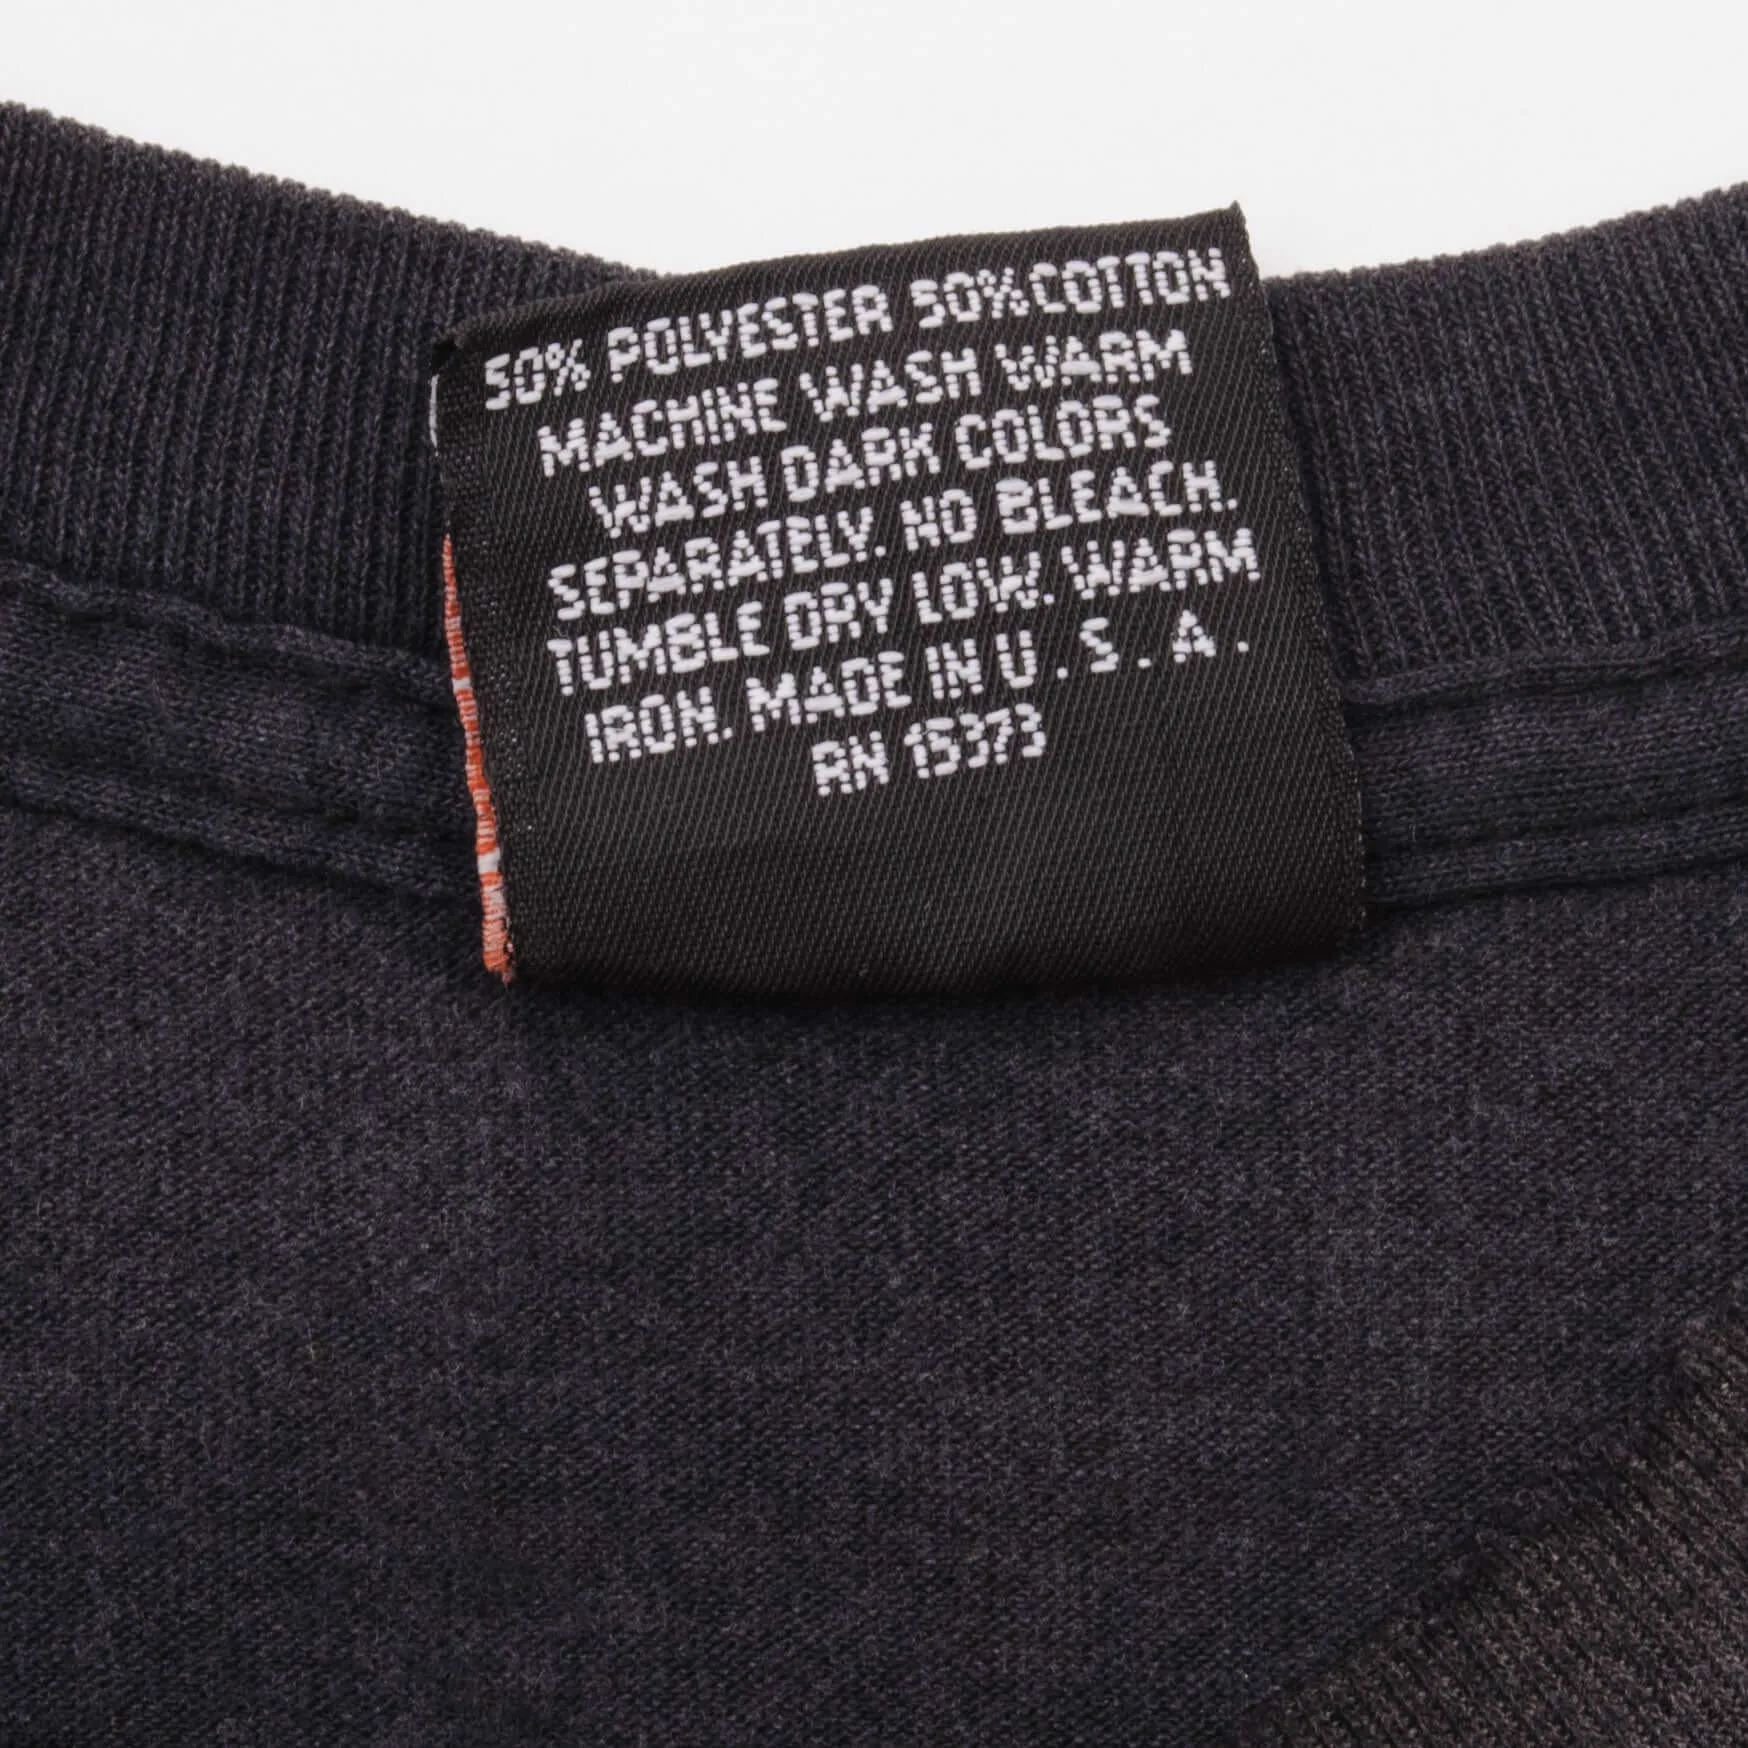 50% POLYESTER 50% COTTON
MACHINE WASH WARM
WASH DARK COLORS
SEPARATELY. NO BLEACH.
TUMBLE DRY LOW. WARM
IRON. MADE IN U.S.A.
RN 15373